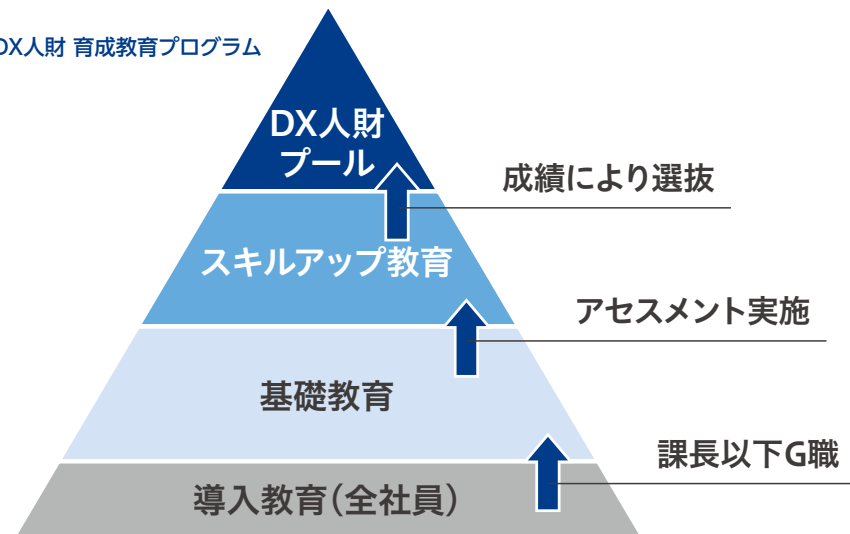 DX人財 育成教育プログラム
DX人財
プール
成績により選抜
スキルアップ教育
アセスメント実施
基礎教育
課長以下G職
導入教育(全社員)